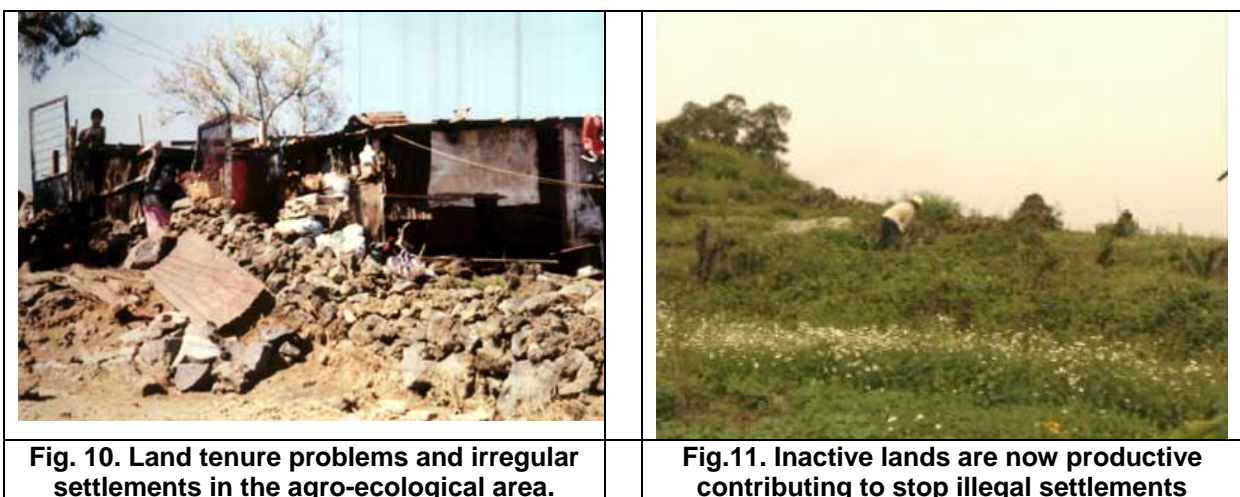 Fig. 10. Land tenure problems and irregular
settlements in the agro-ecological area.
Fig.11. Inactive lands are now productive
contributing to stop illegal settlements